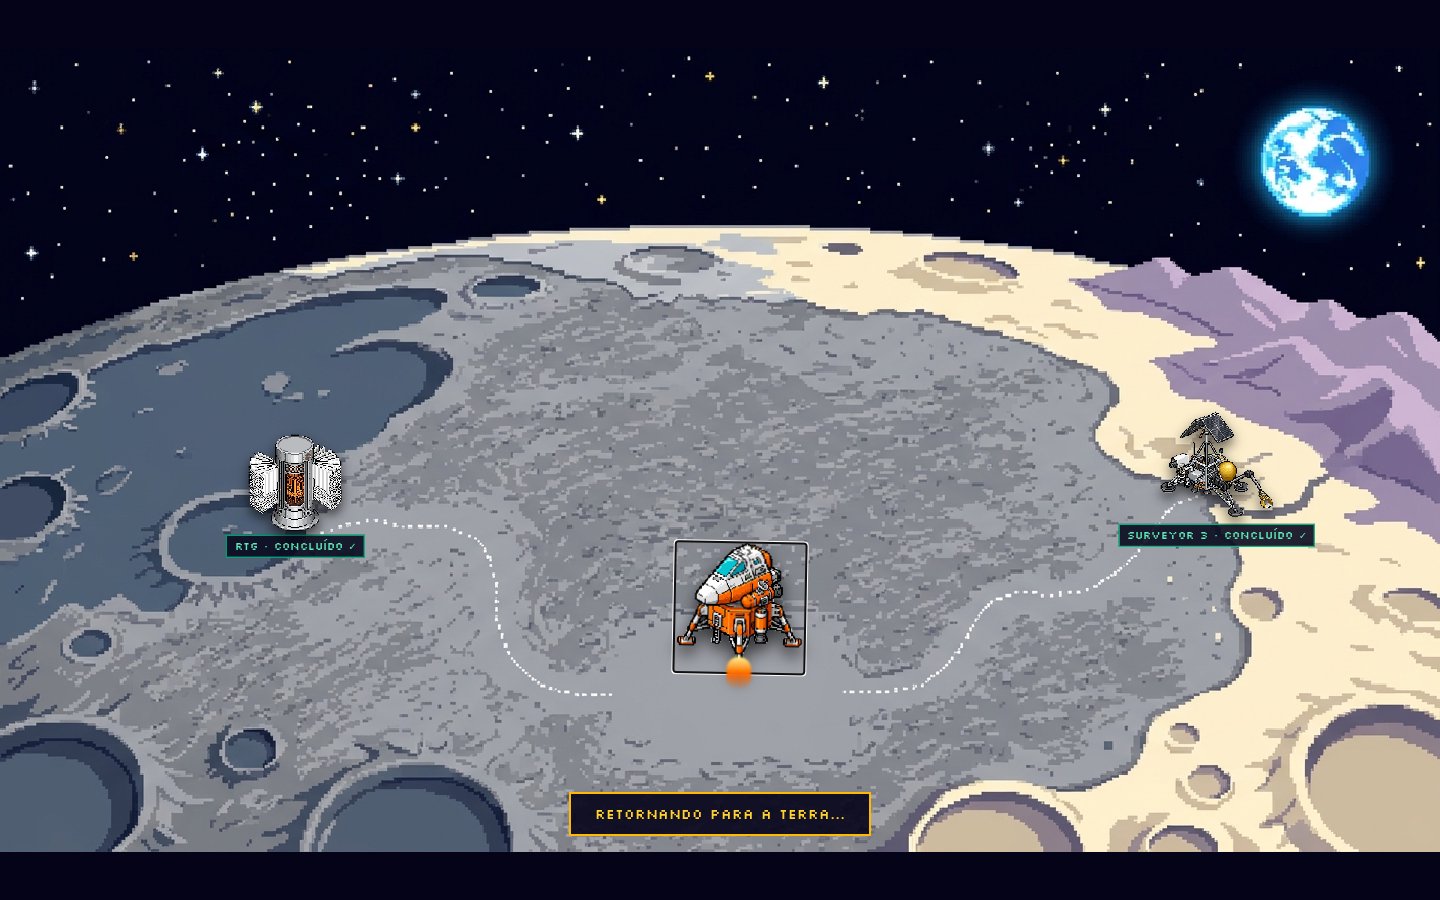 SURVEYOR 3 · CONCLUÍDO ✓
RTG · CONCLUÍDO ✓
RETORNANDO PARA A TERRA...